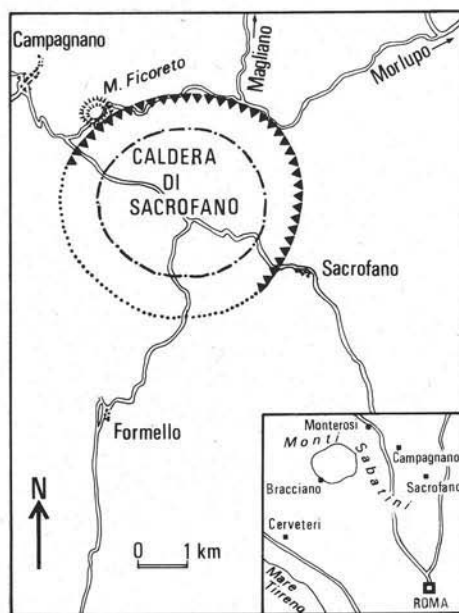 Campagnano
M. Ficoreto
Magliano
Morlupo
CALDERA
DI
SACROFANO
Sacrofano
Formello
N
0 1 km
Monterosi
Monti
Sabatini
Campagnano
Sacrofano
Bracciano
Cerveteri
Mare
Tirreno
ROMA